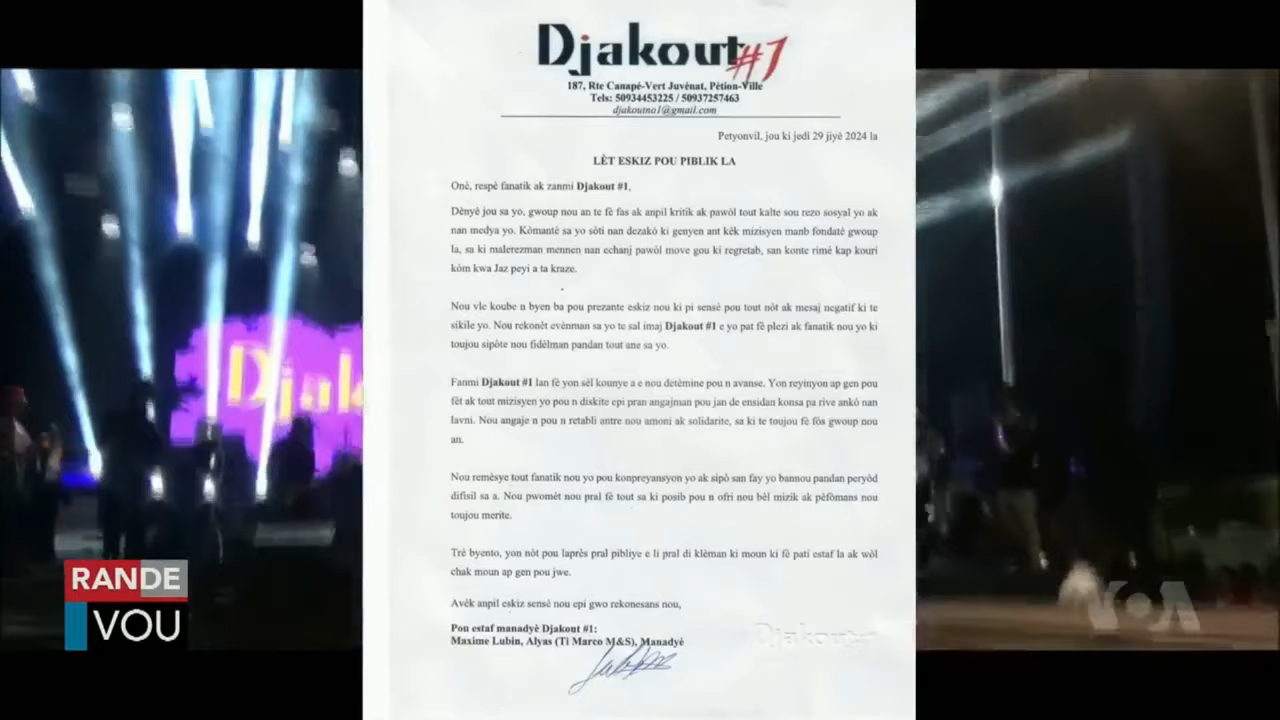 Djakout #1
187, Rte Canapé-Vert Juvénat, Pétion-Ville
Tels: 50934453225 / 50937257463
djakoutno1@gmail.com
Petyonvil, jou ki jedi 29 jiyè 2024 la
LÈT ESKIZ POU PIBLIK LA
Onè, respè fanatik ak zanmi Djakout #1,
Dènyè jou sa yo, gwoup nou an te fè fas ak anpil kritik ak pawòl tout kalte sou rezo sosyal yo ak
nan medya yo. Kòmantè sa yo sòti nan dezakò ki genyen ant kèk mizisyen manb fondatè gwoup
la, sa ki malerezman mennen nan echanj pawòl move gou ki regretab, san konte rimè kap kouri
kòm kwa Jaz peyi a ta kraze.
Nou vle koube n byen ba pou prezante eskiz nou ki pi sensè pou tout nòt ak mesaj negatif ki te
sikile yo. Nou rekonèt evènman sa yo te sal imaj Djakout #1 e yo pat fè plezi ak fanatik nou yo ki
toujou sipòte nou fidèlman pandan tout ane sa yo.
Fanmi Djakout #1 lan fè yon sèl kounye a e nou detèmine pou n avanse. Yon reyinyon ap gen pou
fèt ak tout mizisyen yo pou n diskite epi pran angajman pou jan de ensidan konsa pa rive ankò nan
lavni. Nou angaje n pou n retabli antre nou amoni ak solidarite, sa ki te toujou fè fòs gwoup nou
an.
Nou remèsye tout fanatik nou yo pou konpreyansyon yo ak sipò san fay yo bannou pandan peryòd
difisil sa a. Nou pwomèt nou pral fè tout sa ki posib pou n ofri nou bèl mizik ak pèfòmans nou
toujou merite.
Trè byento, yon nòt pou laprès pral pibliye e li pral di klèman ki moun ki fè pati estaf la ak wòl
chak moun ap gen pou jwe.
Avèk anpil eskiz sensè nou epi gwo rekonesans nou,
Pou estaf manadyè Djakout #1:
Maxime Lubin, Alyas (Ti Marco M&S), Manadyè
Djak
Djakout
RANDE
VOU
VOA